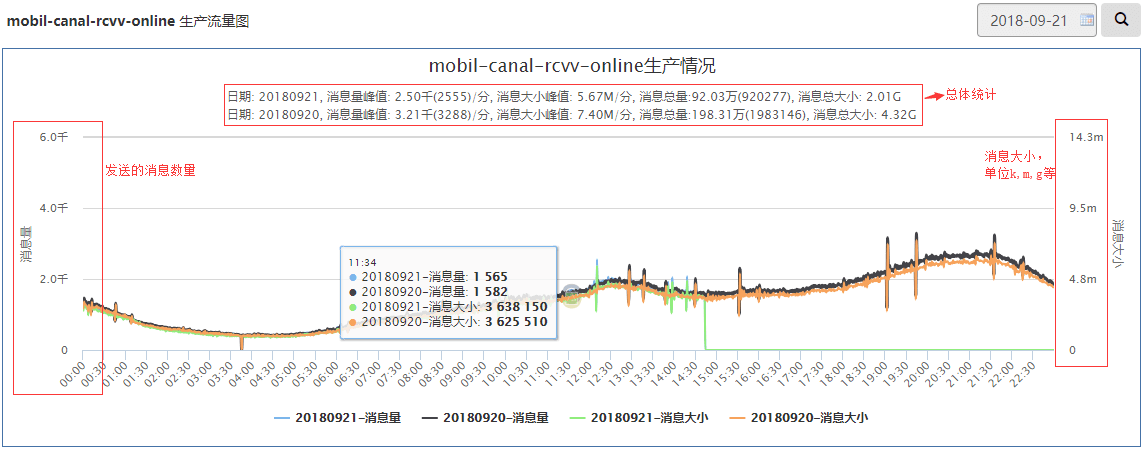 mobil-canal-rcvv-online 生产流量图
2018-09-21
mobil-canal-rcvv-online生产情况
日期: 20180921, 消息量峰值: 2.50千(2555)/分, 消息大小峰值: 5.67M/分, 消息总量:92.03万(920277), 消息总大小: 2.01G
日期: 20180920, 消息量峰值: 3.21千(3288)/分, 消息大小峰值: 7.40M/分, 消息总量:198.31万(1983146), 消息总大小: 4.32G
总体统计
6.0千
4.0千
2.0千
0
消息量
发送的消息数量
消息大小，
单位k,m,g等
14.3m
9.5m
4.8m
0
消息大小
11:34
20180921-消息量: 1 565
20180920-消息量: 1 582
20180921-消息大小: 3 638 150
20180920-消息大小: 3 625 510
00:00
00:30
01:00
01:30
02:00
02:30
03:00
03:30
04:00
04:30
05:00
05:30
06:00
06:30
07:00
07:30
08:00
08:30
09:00
09:30
10:00
10:30
11:00
11:30
12:00
12:30
13:00
13:30
14:00
14:30
15:00
15:30
16:00
16:30
17:00
17:30
18:00
18:30
19:00
19:30
20:00
20:30
21:00
21:30
22:00
22:30
20180921-消息量
20180920-消息量
20180921-消息大小
20180920-消息大小